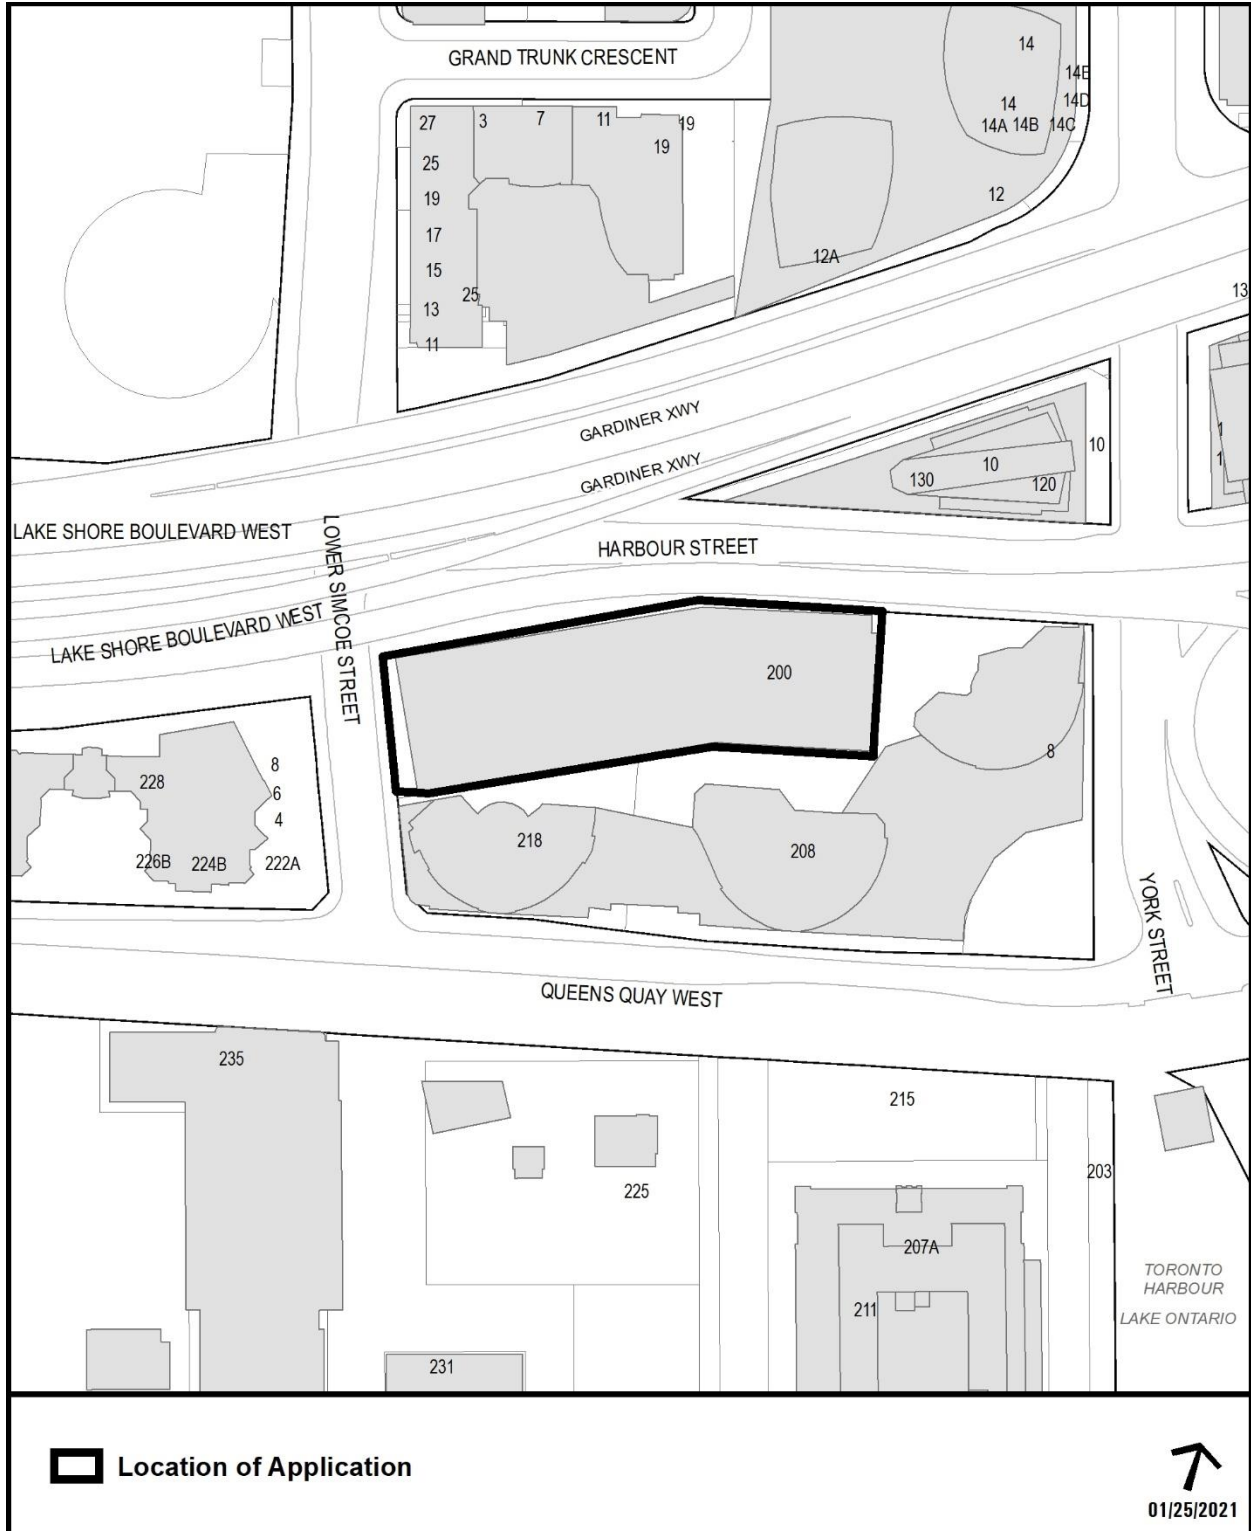 GRAND TRUNK CRESCENT
14
14E
14
14D
14A
14B
14C
27
3
7
11
19
19
25
19
12
17
12A
15
25
13
13
11
GARDINER XWY
GARDINER XWY
10
10
130
120
1
1
LAKE SHORE BOULEVARD WEST
HARBOUR STREET
LOWER SIMCOE STREET
LAKE SHORE BOULEVARD WEST
200
8
228
8
6
4
226B
224B
222A
218
208
YORK STREET
QUEENS QUAY WEST
235
215
203
225
207A
211
231
TORONTO
HARBOUR
LAKE ONTARIO
Location of Application
01/25/2021